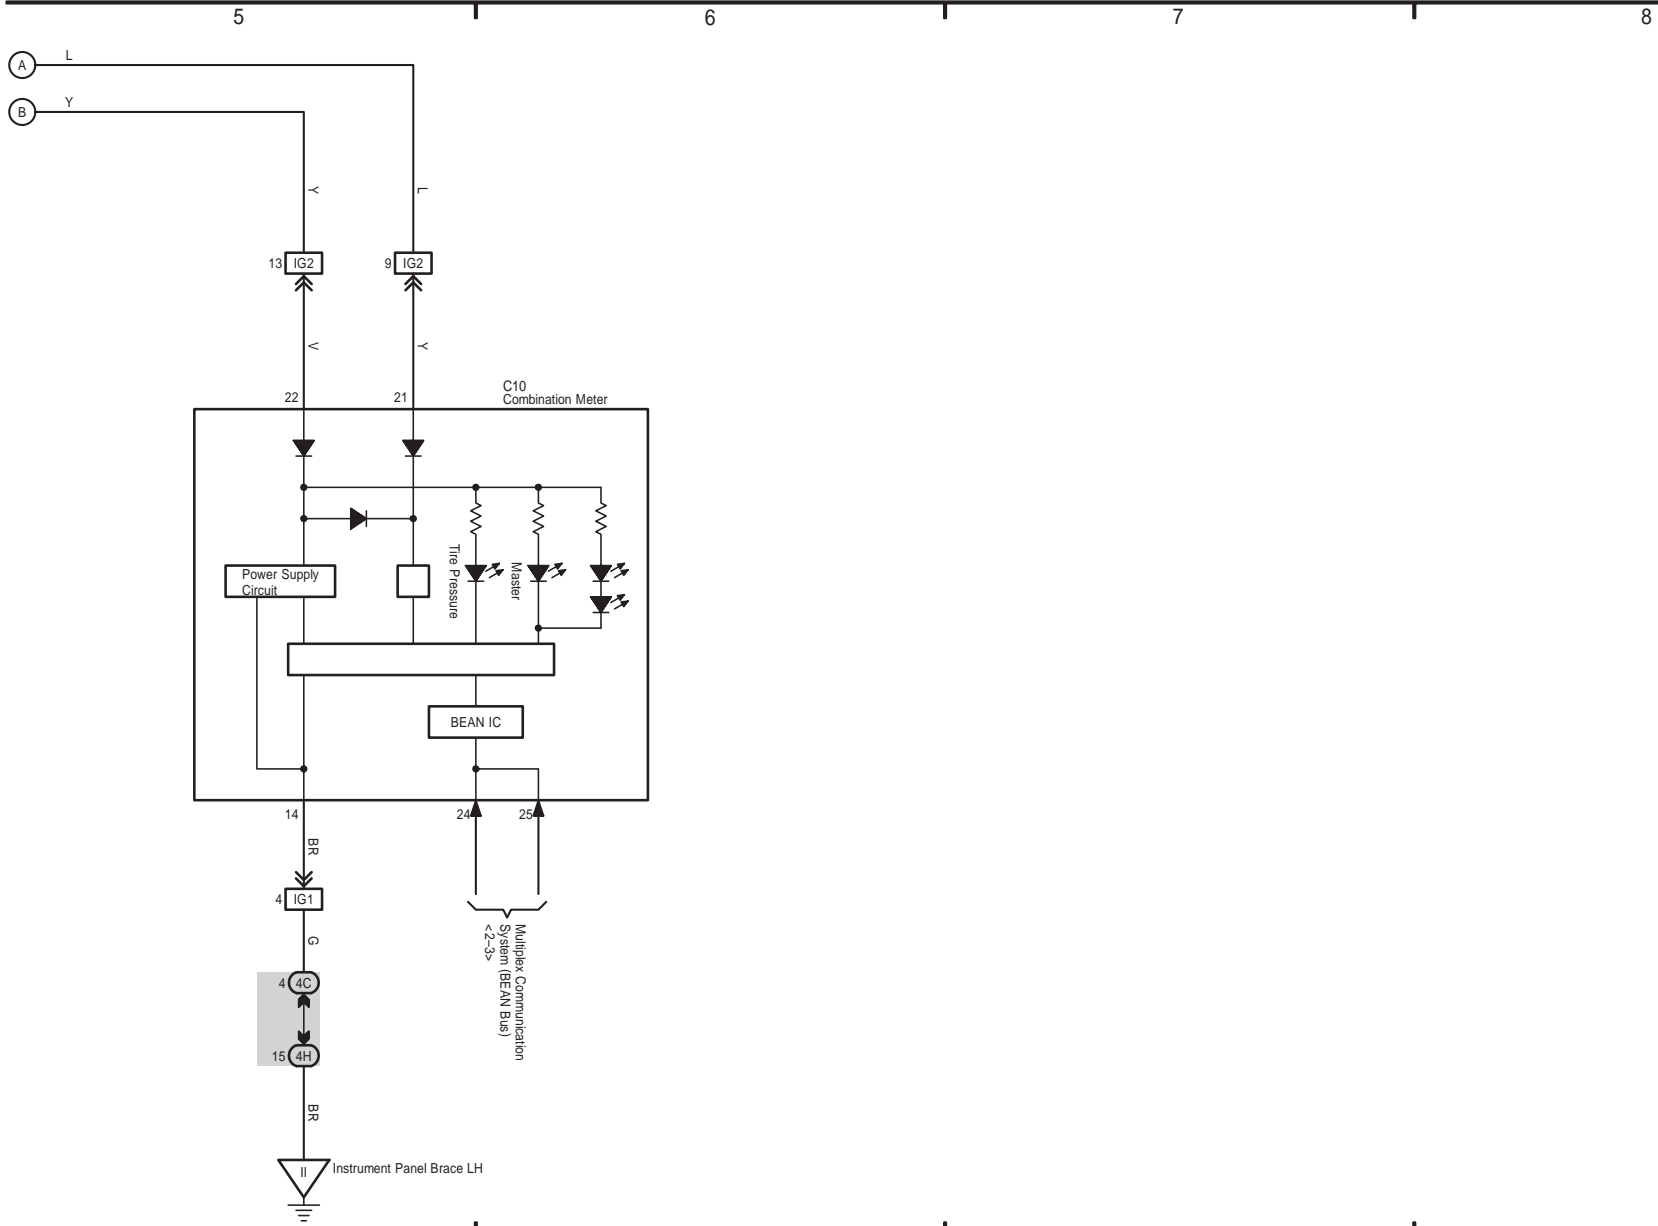 5 6 7 8
A L
B Y
Y L
13 IG2 9 IG2
V Y
C10
Combination Meter
22 21
Tire Pressure
Master
Power Supply
Circuit
BEAN IC
14 24 25
BR
4 IG1
G
Multiplex Communication
System (BEAN Bus)
<2–3>
4 4C
15 4H
BR
II Instrument Panel Brace LH